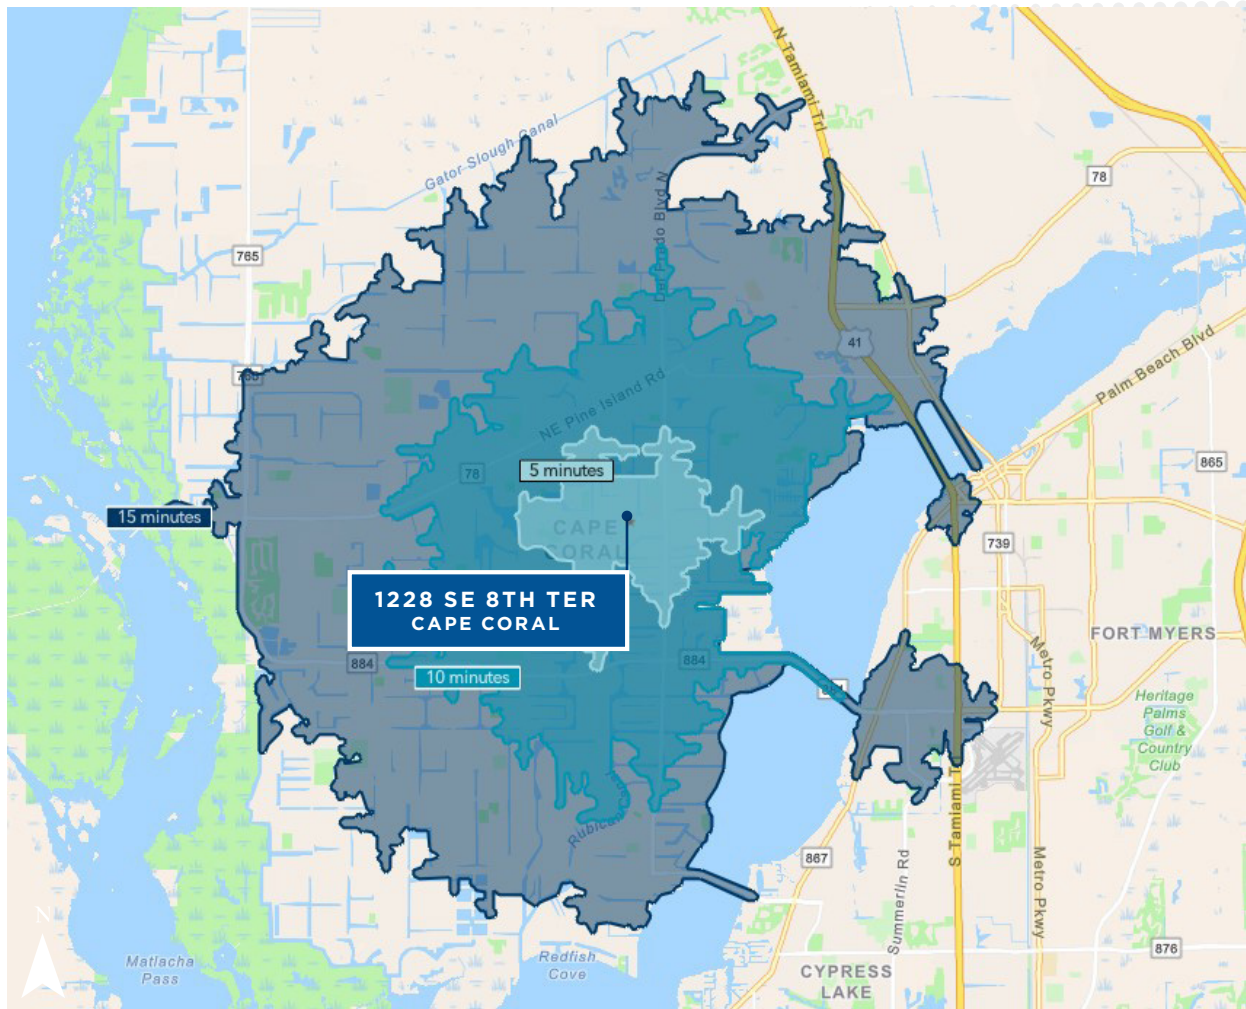 N Tamiami Trl
Gator Slough Canal
78
Del Prado Blvd N
765
41
Palm Beach Blvd
NE Pine Island Rd
865
5 minutes
78
15 minutes
CAPE
CORAL
739
1228 SE 8TH TER
CAPE CORAL
FORT MYERS
884
884
10 minutes
Metro Pkwy
Heritage
Palms
Golf &
Country
Club
S Tamiami
867
Summerlin Rd
Metro Pkwy
N
876
Matlacha
Pass
Redfish
Cove
CYPRESS
LAKE